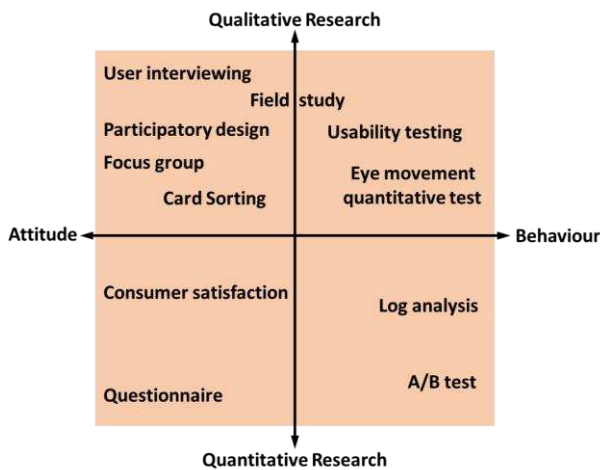 Qualitative Research
User interviewing
Field study
Participatory design
Usability testing
Focus group
Eye movement
quantitative test
Card Sorting
Attitude
Behaviour
Consumer satisfaction
Log analysis
A/B test
Questionnaire
Quantitative Research